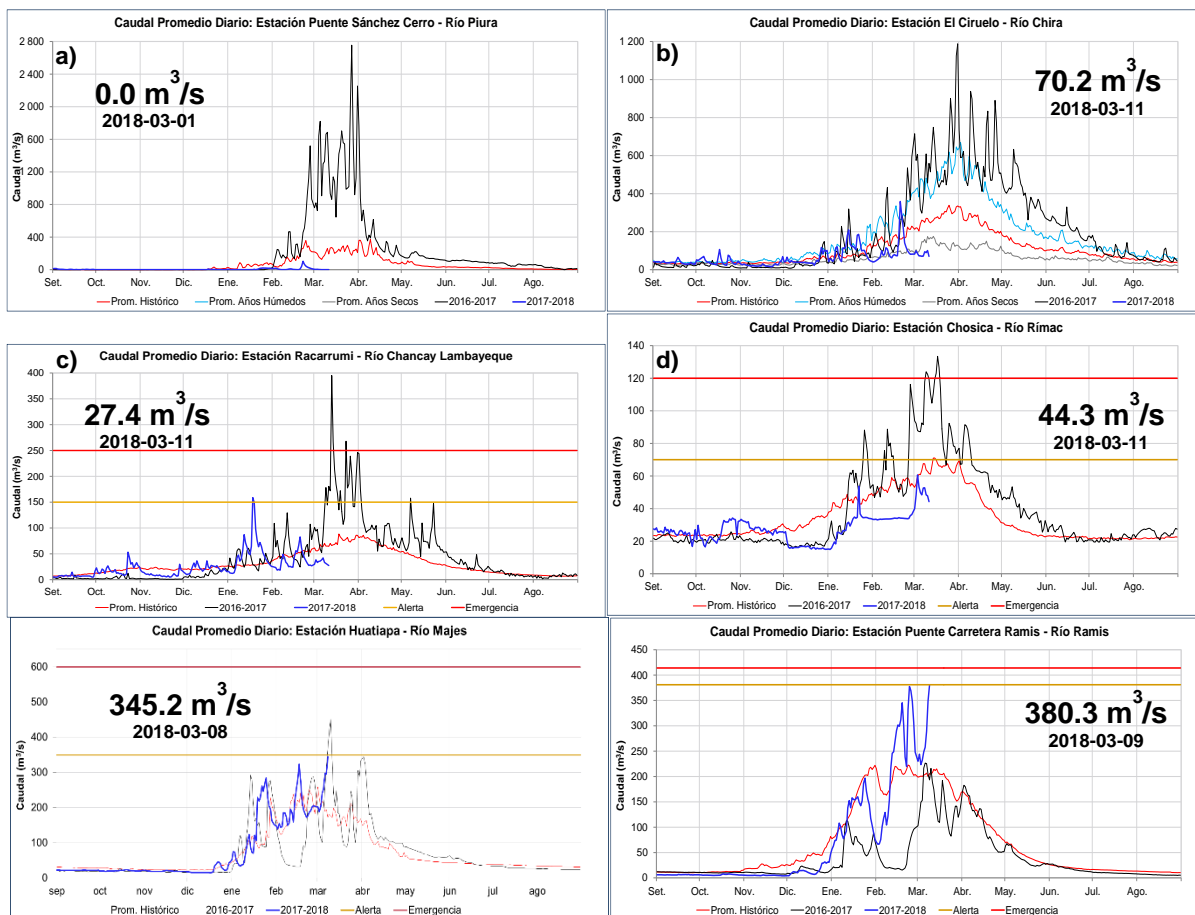 Caudal Promedio Diario: Estación Puente Sánchez Cerro - Río Piura
a)
0.0 m³/s
2018-03-01
Caudal (m³/s)
2 800
2 400
2 000
1 600
1 200
800
400
0
Set. Oct. Nov. Dic. Ene. Feb. Mar. Abr. May. Jun. Jul. Ago.
Prom. Histórico Prom. Años Húmedos Prom. Años Secos 2016-2017 2017-2018
Caudal Promedio Diario: Estación El Ciruelo - Río Chira
b)
70.2 m³/s
2018-03-11
Caudal (m³/s)
1 200
1 000
800
600
400
200
0
Set. Oct. Nov. Dic. Ene. Feb. Mar. Abr. May. Jun. Jul. Ago.
Prom. Histórico Prom. Años Húmedos Prom. Años Secos 2016-2017 2017-2018
Caudal Promedio Diario: Estación Racarrumi - Río Chancay Lambayeque
c)
27.4 m³/s
2018-03-11
Caudal (m³/s)
400
350
300
250
200
150
100
50
0
Set. Oct. Nov. Dic. Ene. Feb. Mar. Abr. May. Jun. Jul. Ago.
Prom. Histórico 2016-2017 2017-2018 Alerta Emergencia
Caudal Promedio Diario: Estación Chosica - Río Rímac
d)
44.3 m³/s
2018-03-11
Caudal (m³/s)
140
120
100
80
60
40
20
0
Set. Oct. Nov. Dic. Ene. Feb. Mar. Abr. May. Jun. Jul. Ago.
Prom. Histórico 2016-2017 2017-2018 Alerta Emergencia
Caudal Promedio Diario: Estación Huatiapa - Río Majes
345.2 m³/s
2018-03-08
Caudal (m³/s)
600
500
400
300
200
100
0
sep oct nov dic ene feb mar abr may jun jul ago
Prom. Histórico 2016-2017 2017-2018 Alerta Emergencia
Caudal Promedio Diario: Estación Puente Carretera Ramis - Río Ramis
380.3 m³/s
2018-03-09
Caudal (m³/s)
450
400
350
300
250
200
150
100
50
0
Set. Oct. Nov. Dic. Ene. Feb. Mar. Abr. May. Jun. Jul. Ago.
Prom. Histórico 2016-2017 2017-2018 Alerta Emergencia